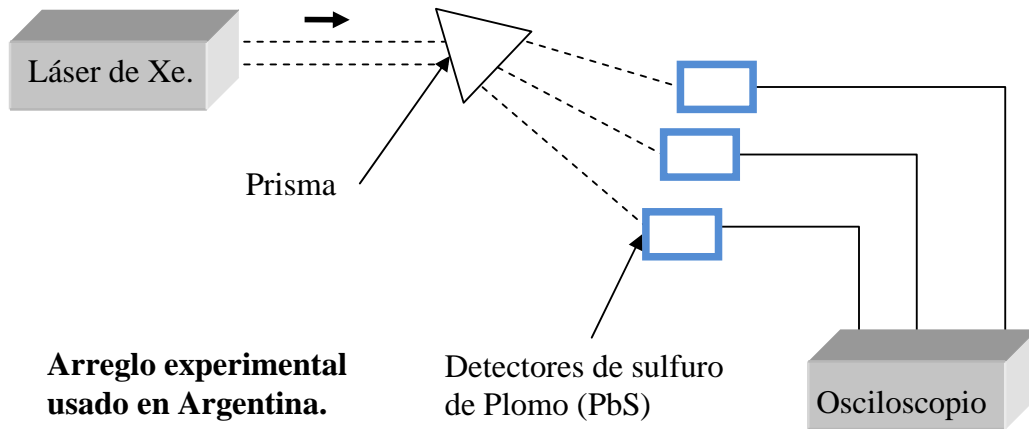 Láser de Xe.
Prisma
Arreglo experimental
usado en Argentina.
Detectores de sulfuro
de Plomo (PbS)
Osciloscopio